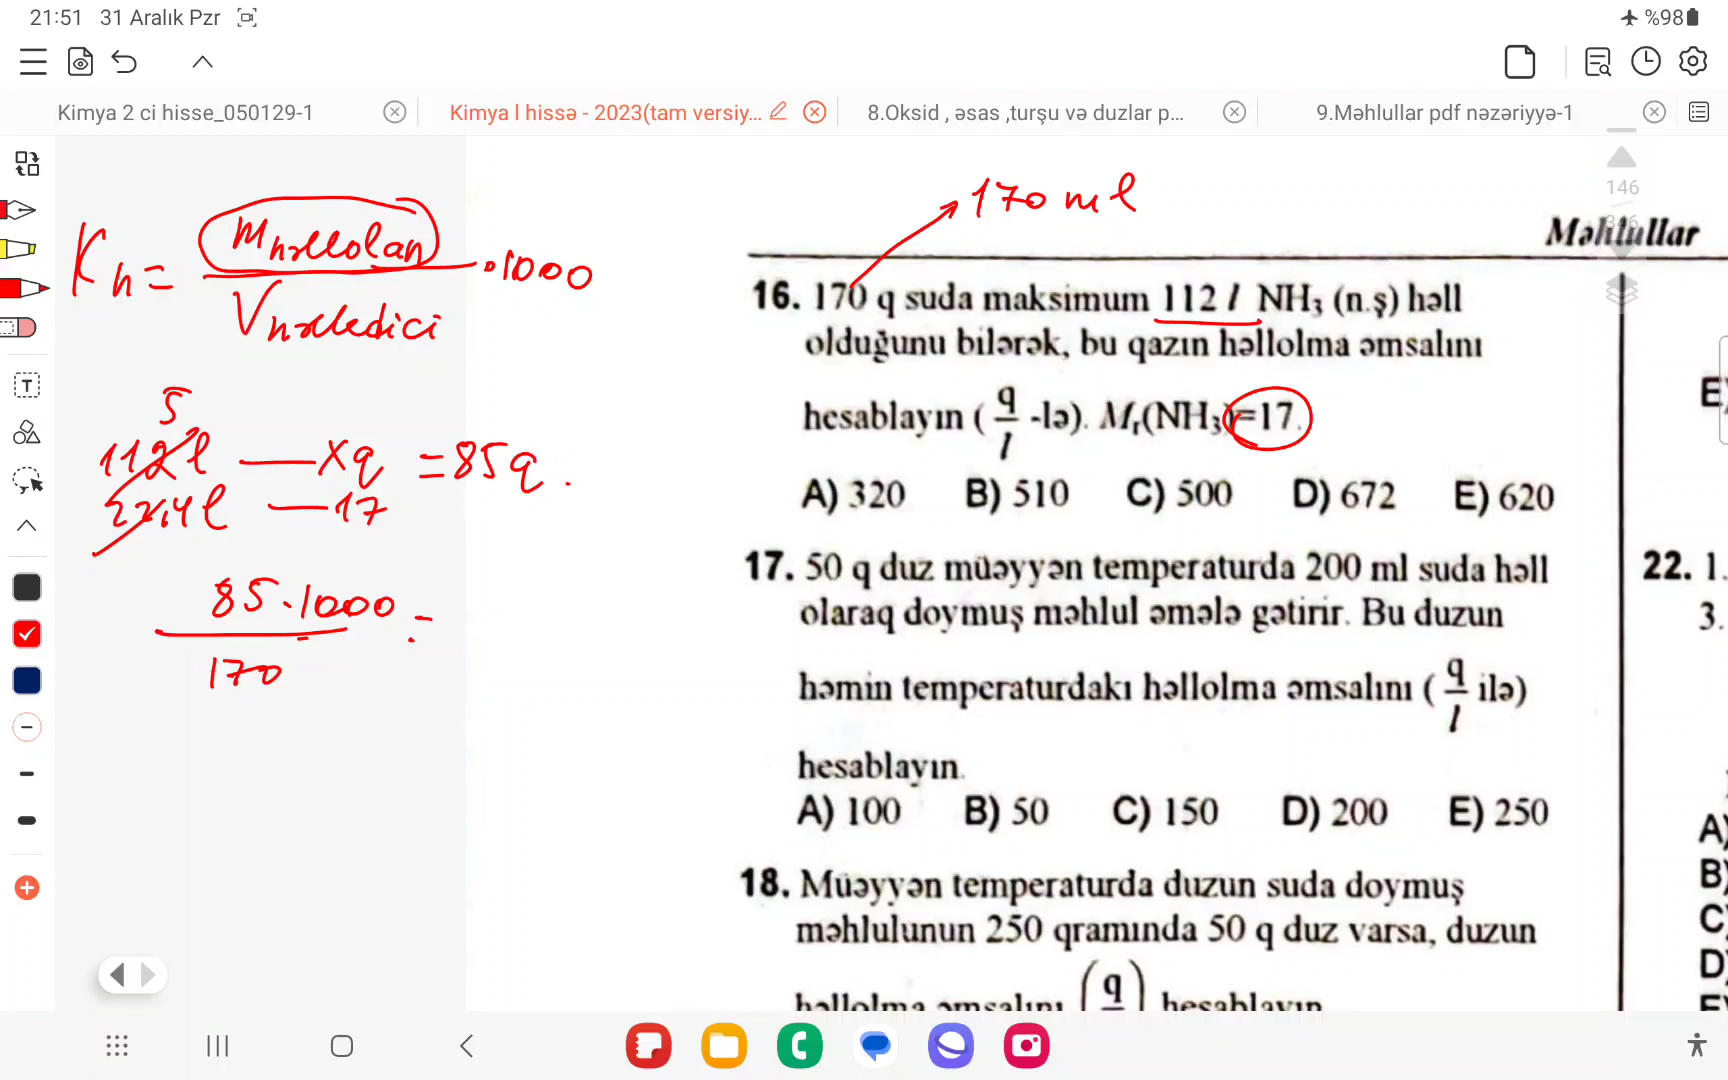 21:51 31 Aralık Pzr %98
Kimya 2 ci hisse_050129-1
Kimya l hissə - 2023(tam versiy...
8.Oksid , əsas ,turşu və duzlar p...
9.Məhlullar pdf nəzəriyyə-1
146
346
Məhlullar
Kh = mhəllolan / Vhəlledici · 1000
5
112 l — x q = 85 q .
22,4 l — 17
85 · 1000 =
170
170 ml
16. 170 q suda maksimum 112 l NH₃ (n.ş) həll
olduğunu bilərək, bu qazın həllolma əmsalını
hesablayın ( q/l -lə). Mr(NH₃)=17.
A) 320 B) 510 C) 500 D) 672 E) 620
17. 50 q duz müəyyən temperaturda 200 ml suda həll
olaraq doymuş məhlul əmələ gətirir. Bu duzun
həmin temperaturdakı həllolma əmsalını ( q/l ilə)
hesablayın.
A) 100 B) 50 C) 150 D) 200 E) 250
18. Müəyyən temperaturda duzun suda doymuş
məhlulunun 250 qramında 50 q duz varsa, duzun
həllolma əmsalını ( q hesablayın
E)
22. 1.
3.
A)
B)
C)
D)
E)
T